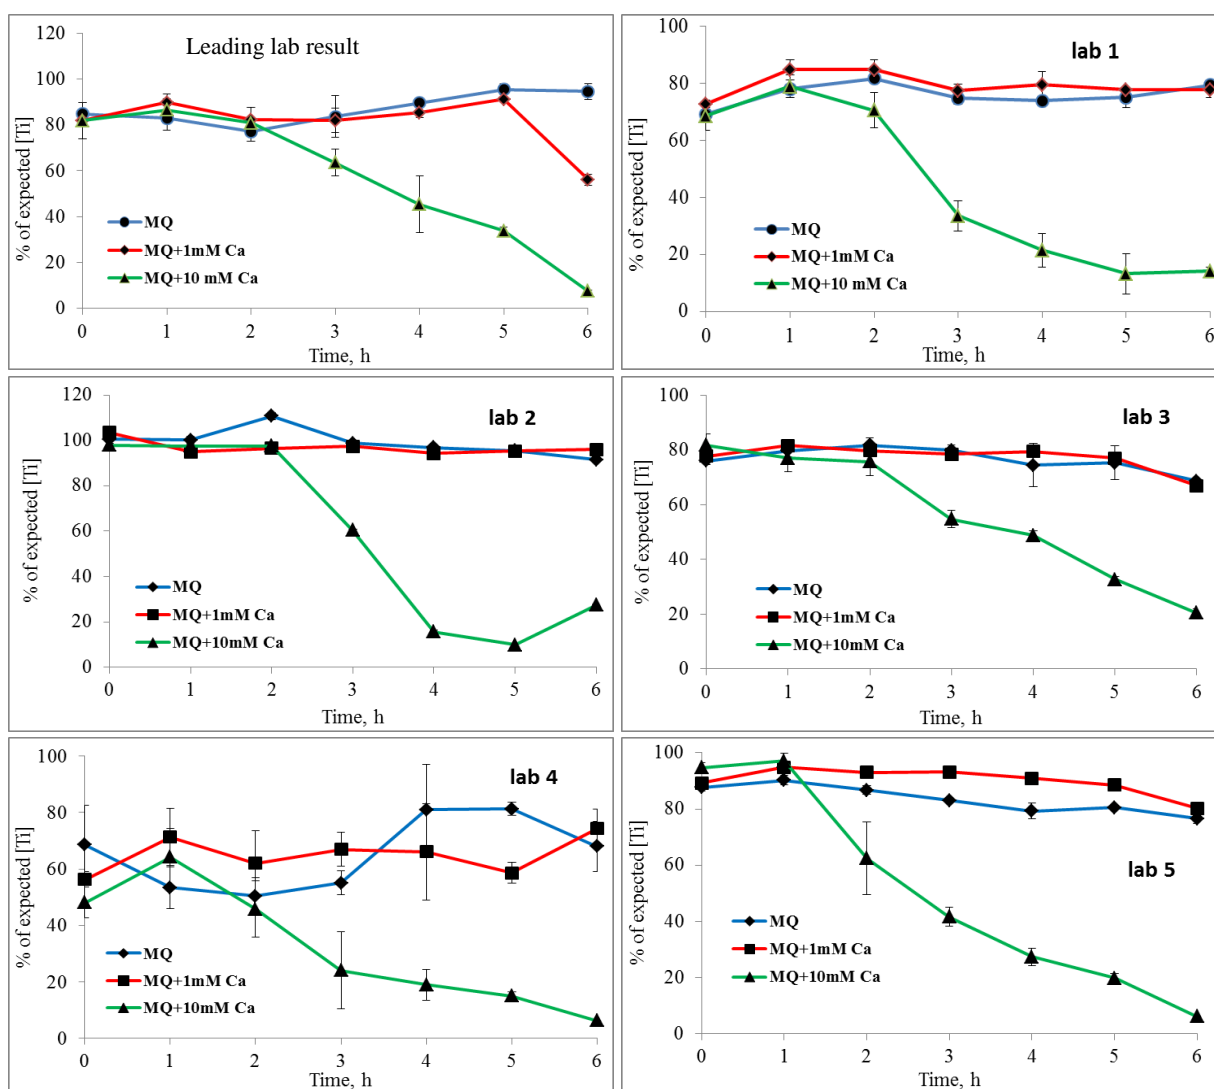 Leading lab result
% of expected [Ti]
120
100
80
60
40
20
0
MQ
MQ+1mM Ca
MQ+10 mM Ca
0 1 2 3 4 5 6
Time, h
lab 1
% of expected [Ti]
100
80
60
40
20
0
MQ
MQ+1mM Ca
MQ+10 mM Ca
0 1 2 3 4 5 6
Time, h
lab 2
% of expected [Ti]
120
100
80
60
40
20
0
MQ
MQ+1mM Ca
MQ+10mM Ca
0 1 2 3 4 5 6
Time, h
lab 3
% of expected [Ti]
100
80
60
40
20
0
MQ
MQ+1mM Ca
MQ+10mM Ca
0 1 2 3 4 5 6
Time, h
lab 4
% of expected [Ti]
100
80
60
40
20
0
MQ
MQ+1mM Ca
MQ+10mM Ca
0 1 2 3 4 5 6
Time, h
lab 5
% of expected [Ti]
100
80
60
40
20
0
MQ
MQ+1mM Ca
MQ+10mM Ca
0 1 2 3 4 5 6
Time, h